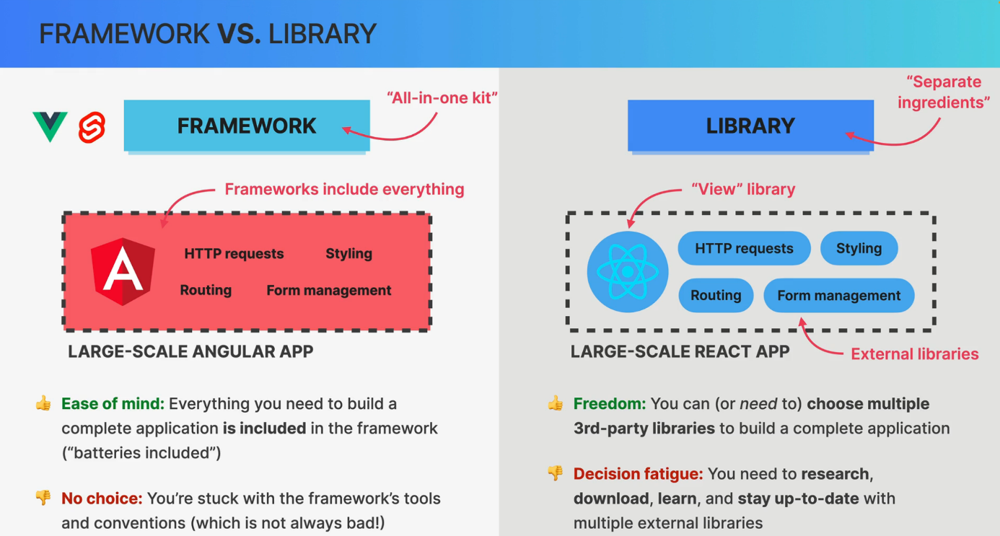 FRAMEWORK VS. LIBRARY
“All-in-one kit”
FRAMEWORK
Frameworks include everything
A
HTTP requests
Styling
Routing
Form management
LARGE-SCALE ANGULAR APP
👍 Ease of mind: Everything you need to build a
complete application is included in the framework
(“batteries included”)
👎 No choice: You’re stuck with the framework’s tools
and conventions (which is not always bad!)
“Separate
ingredients”
LIBRARY
“View” library
HTTP requests
Styling
Routing
Form management
LARGE-SCALE REACT APP
External libraries
👍 Freedom: You can (or need to) choose multiple
3rd-party libraries to build a complete application
👎 Decision fatigue: You need to research,
download, learn, and stay up-to-date with
multiple external libraries